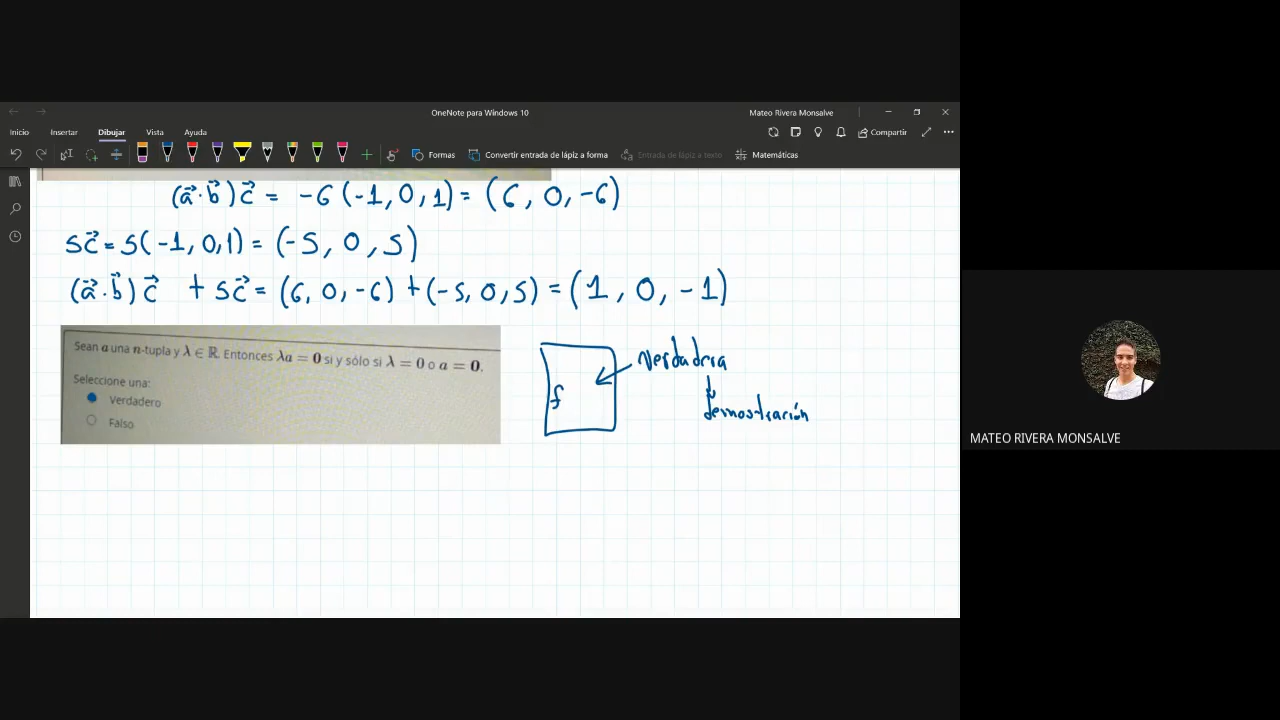 OneNote para Windows 10
Mateo Rivera Monsalve
Inicio Insertar Dibujar Vista Ayuda
Compartir
Formas Convertir entrada de lápiz a forma Entrada de lápiz a texto Matemáticas
(a⃗·b⃗)c⃗ = -6(-1,0,1) = (6,0,-6)
5c⃗ = 5(-1,0,1) = (-5,0,5)
(a⃗·b⃗)c⃗ + 5c⃗ = (6,0,-6)+(-5,0,5) = (1,0,-1)
Sean a una n-tupla y λ ∈ ℝ. Entonces λa = 0 si y sólo si λ = 0 o a = 0.
Seleccione una:
Verdadero
Falso
f
Verdadera
demostración
MATEO RIVERA MONSALVE